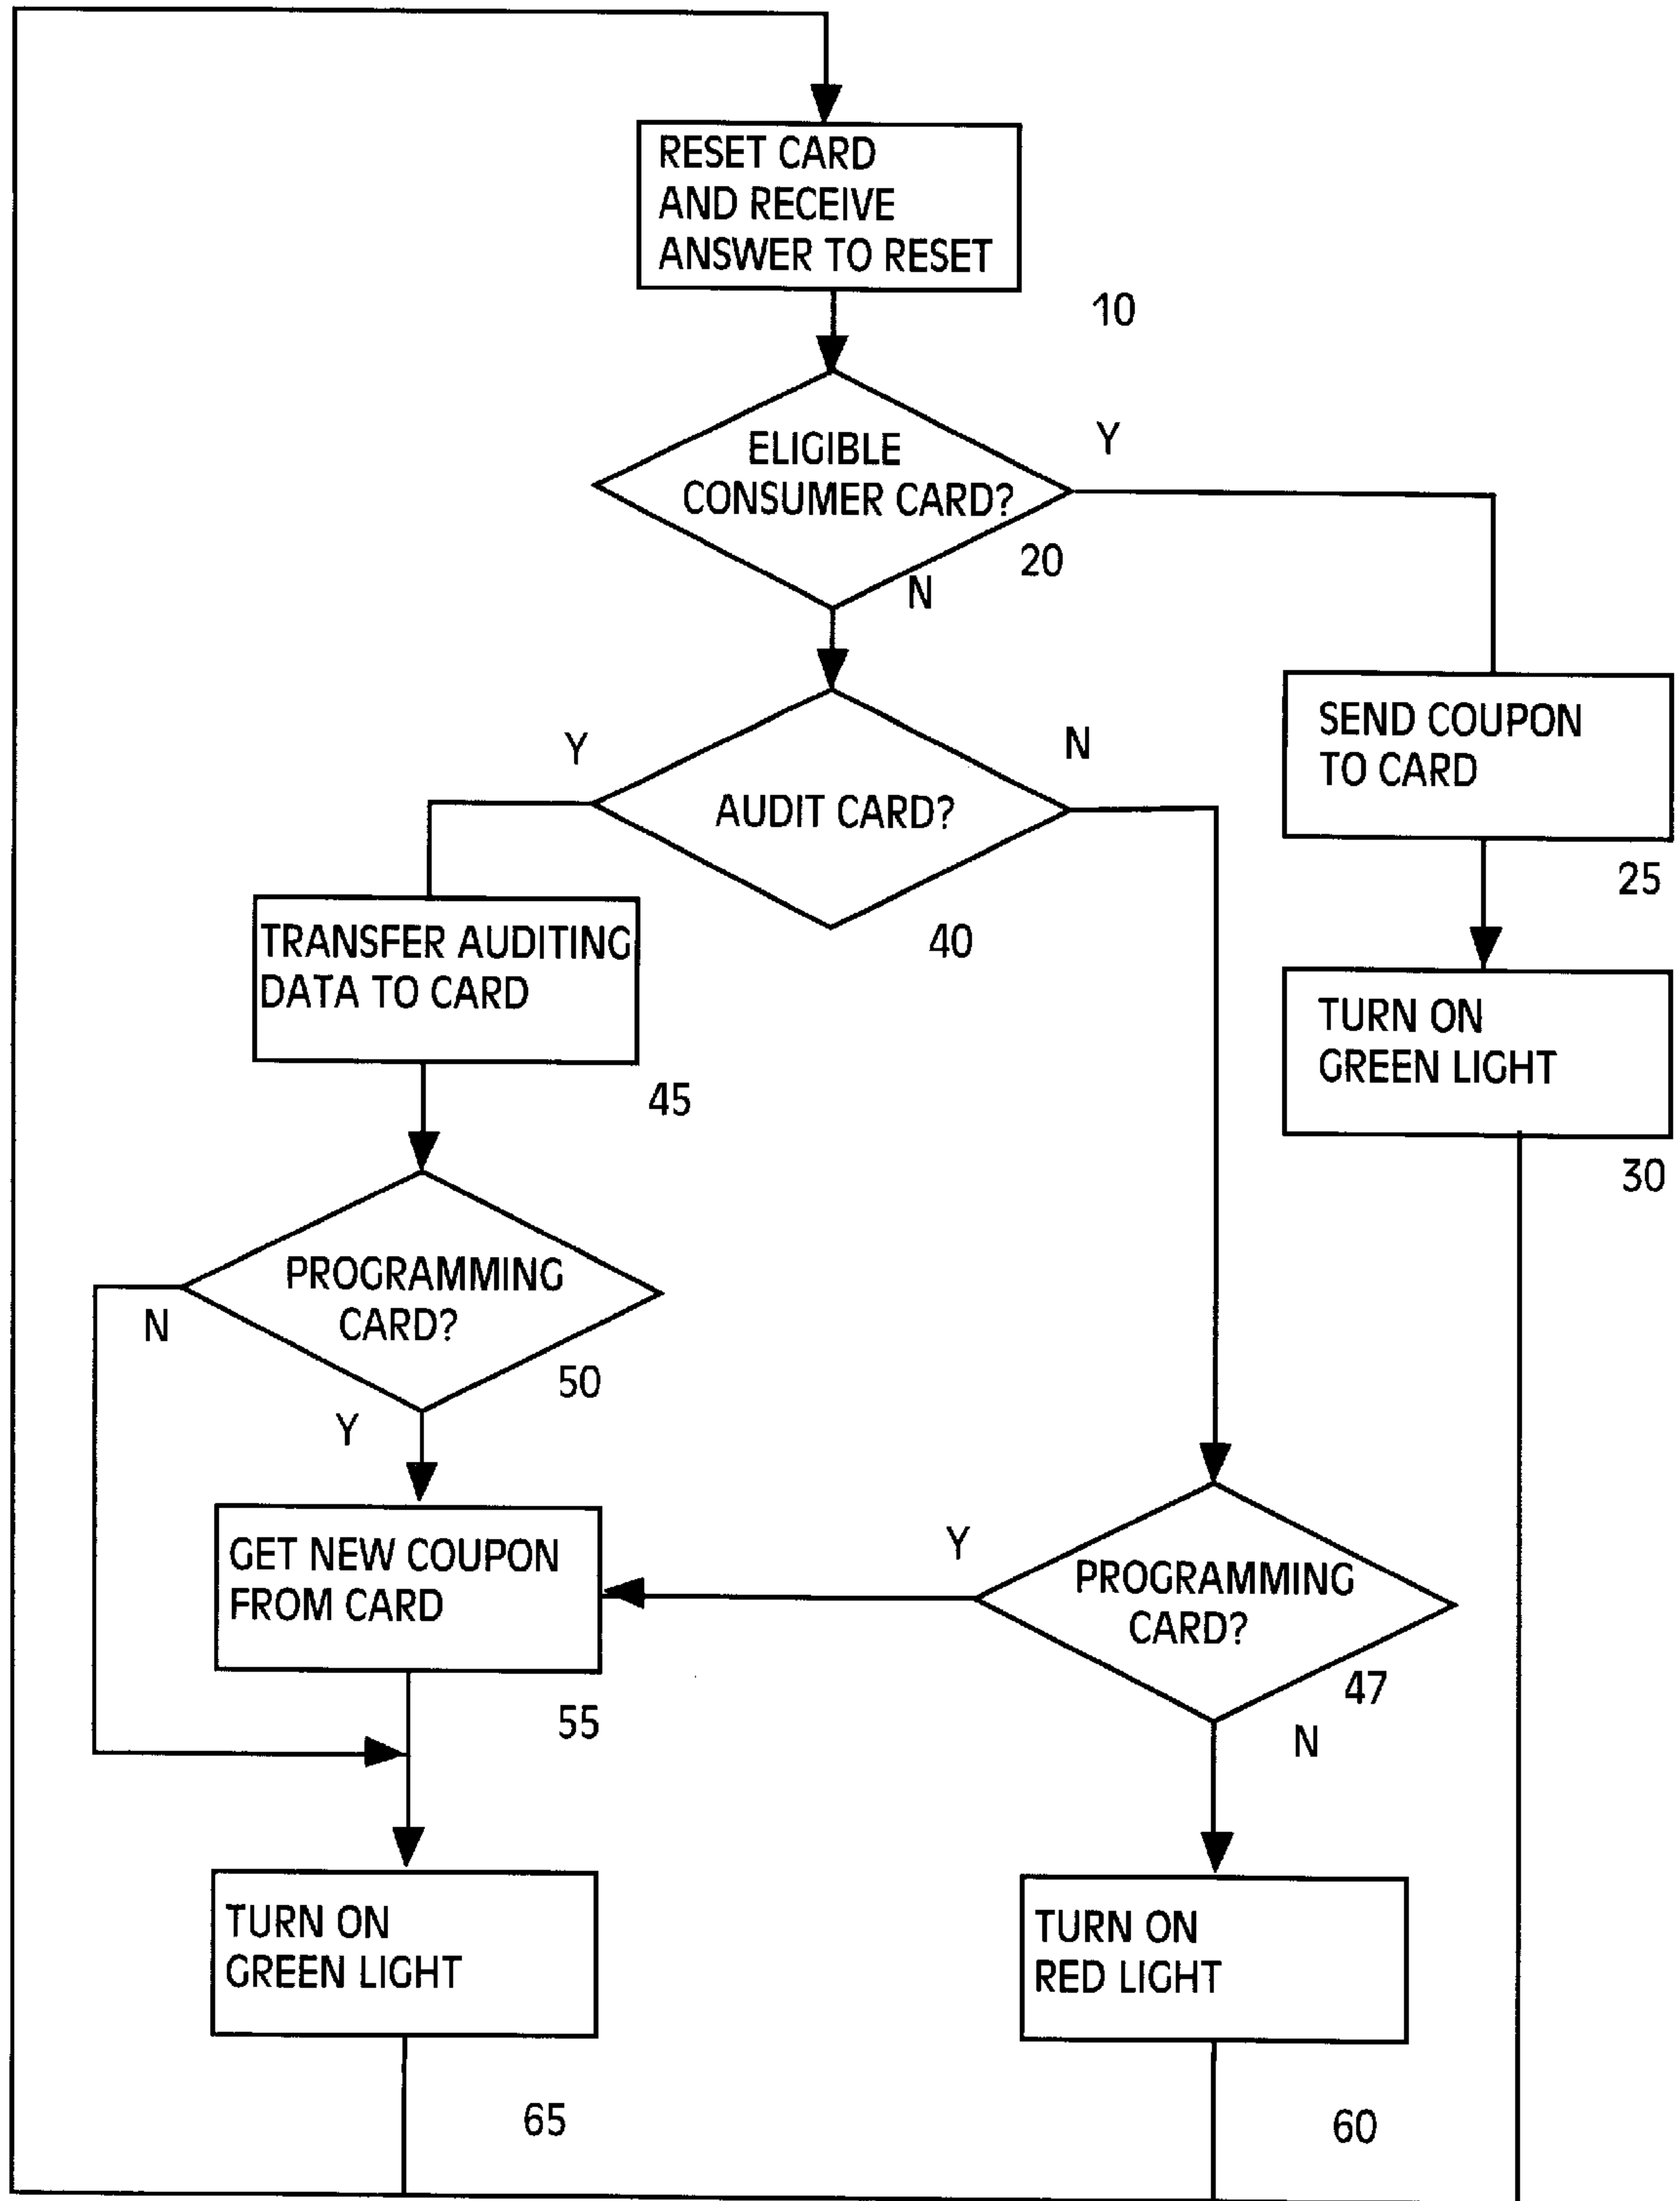 RESET CARD
AND RECEIVE
ANSWER TO RESET
10
ELIGIBLE
CONSUMER CARD?
Y
20
N
SEND COUPON
TO CARD
25
Y
N
AUDIT CARD?
40
TRANSFER AUDITING
DATA TO CARD
45
TURN ON
GREEN LIGHT
30
PROGRAMMING
CARD?
N
50
Y
GET NEW COUPON
FROM CARD
55
Y
PROGRAMMING
CARD?
47
N
TURN ON
GREEN LIGHT
65
TURN ON
RED LIGHT
60